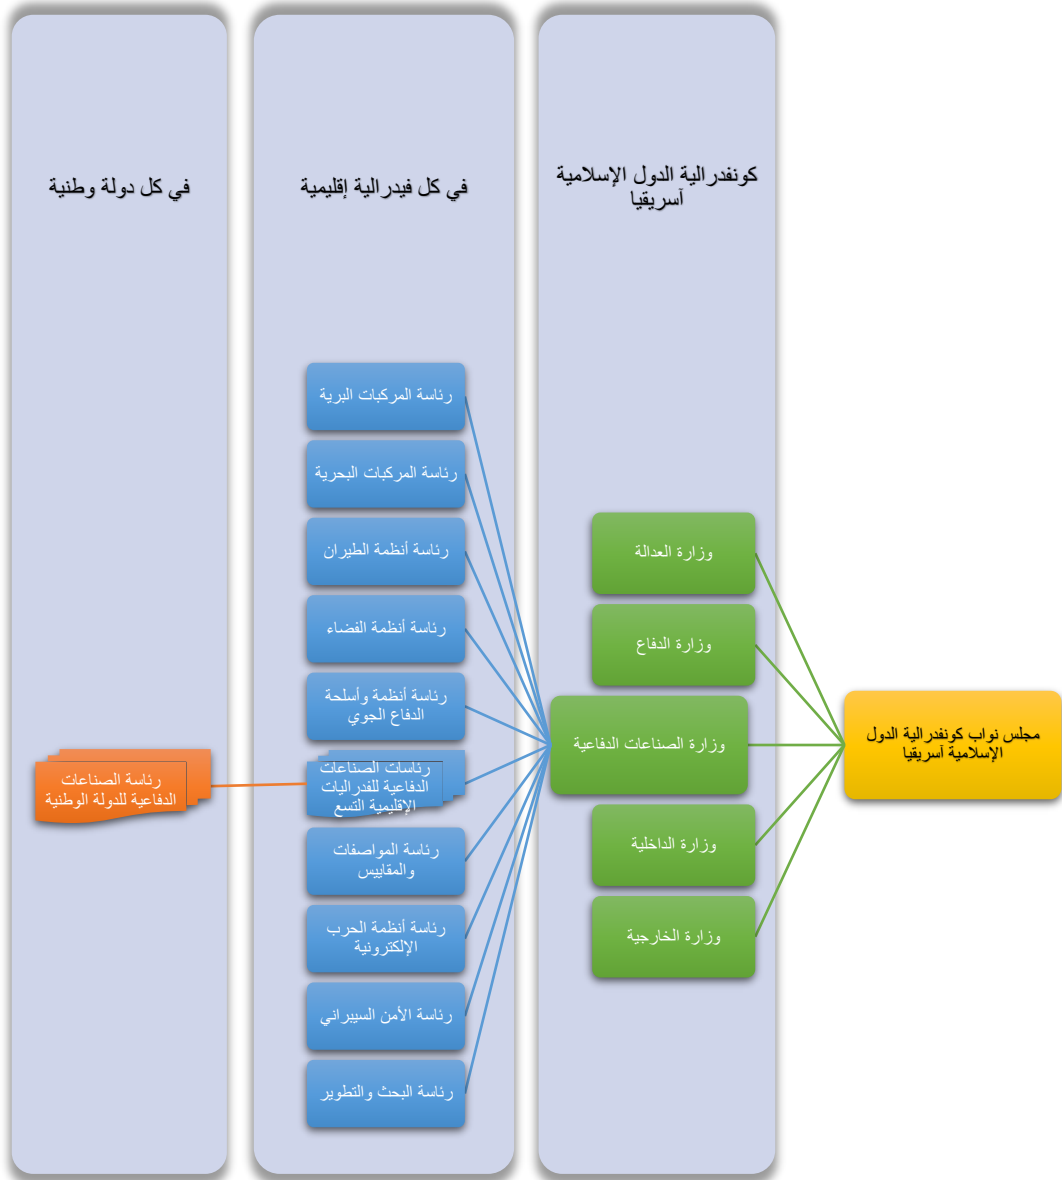 كونفدرالية الدول الإسلامية
آسريقيا
في كل فيدرالية إقليمية
في كل دولة وطنية
مجلس نواب كونفدرالية الدول
الإسلامية آسريقيا
وزارة العدالة
وزارة الدفاع
وزارة الصناعات الدفاعية
وزارة الداخلية
وزارة الخارجية
رئاسة المركبات البرية
رئاسة المركبات البحرية
رئاسة أنظمة الطيران
رئاسة أنظمة الفضاء
رئاسة أنظمة وأسلحة
الدفاع الجوي
رئاسات الصناعات
الدفاعية للفدراليات
الإقليمية التسع
رئاسة المواصفات
والمقاييس
رئاسة أنظمة الحرب
الإلكترونية
رئاسة الأمن السيبراني
رئاسة البحث والتطوير
رئاسة الصناعات
الدفاعية للدولة الوطنية